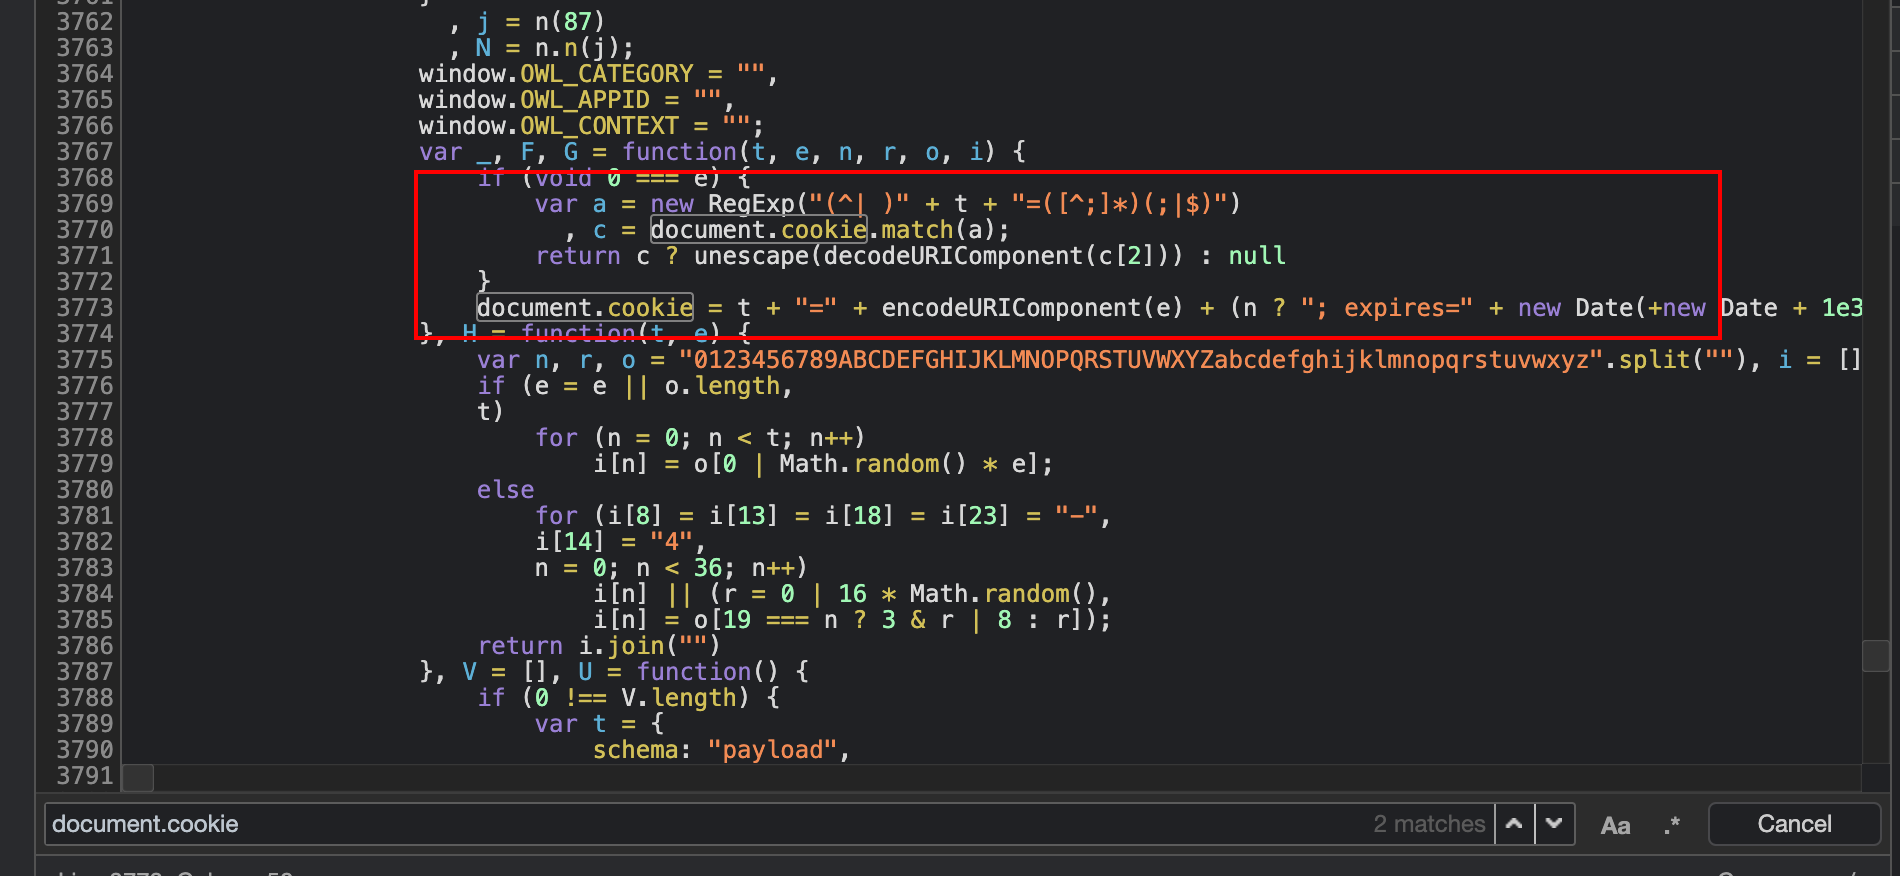 3762 , j = n(87)
3763 , N = n.n(j);
3764 window.OWL_CATEGORY = "",
3765 window.OWL_APPID = "",
3766 window.OWL_CONTEXT = "";
3767 var _, F, G = function(t, e, n, r, o, i) {
3768 if (void 0 === e) {
3769 var a = new RegExp("(^| )" + t + "=([^;]*)(;|$)")
3770 , c = document.cookie.match(a);
3771 return c ? unescape(decodeURIComponent(c[2])) : null
3772 }
3773 document.cookie = t + "=" + encodeURIComponent(e) + (n ? "; expires=" + new Date(+new Date + 1e3
3774 }, H = function(t, e) {
3775 var n, r, o = "0123456789ABCDEFGHIJKLMNOPQRSTUVWXYZabcdefghijklmnopqrstuvwxyz".split(""), i = []
3776 if (e = e || o.length,
3777 t)
3778 for (n = 0; n < t; n++)
3779 i[n] = o[0 | Math.random() * e];
3780 else
3781 for (i[8] = i[13] = i[18] = i[23] = "-",
3782 i[14] = "4",
3783 n = 0; n < 36; n++)
3784 i[n] || (r = 0 | 16 * Math.random(),
3785 i[n] = o[19 === n ? 3 & r | 8 : r]);
3786 return i.join("")
3787 }, V = [], U = function() {
3788 if (0 !== V.length) {
3789 var t = {
3790 schema: "payload",
3791
document.cookie 2 matches Aa .* Cancel